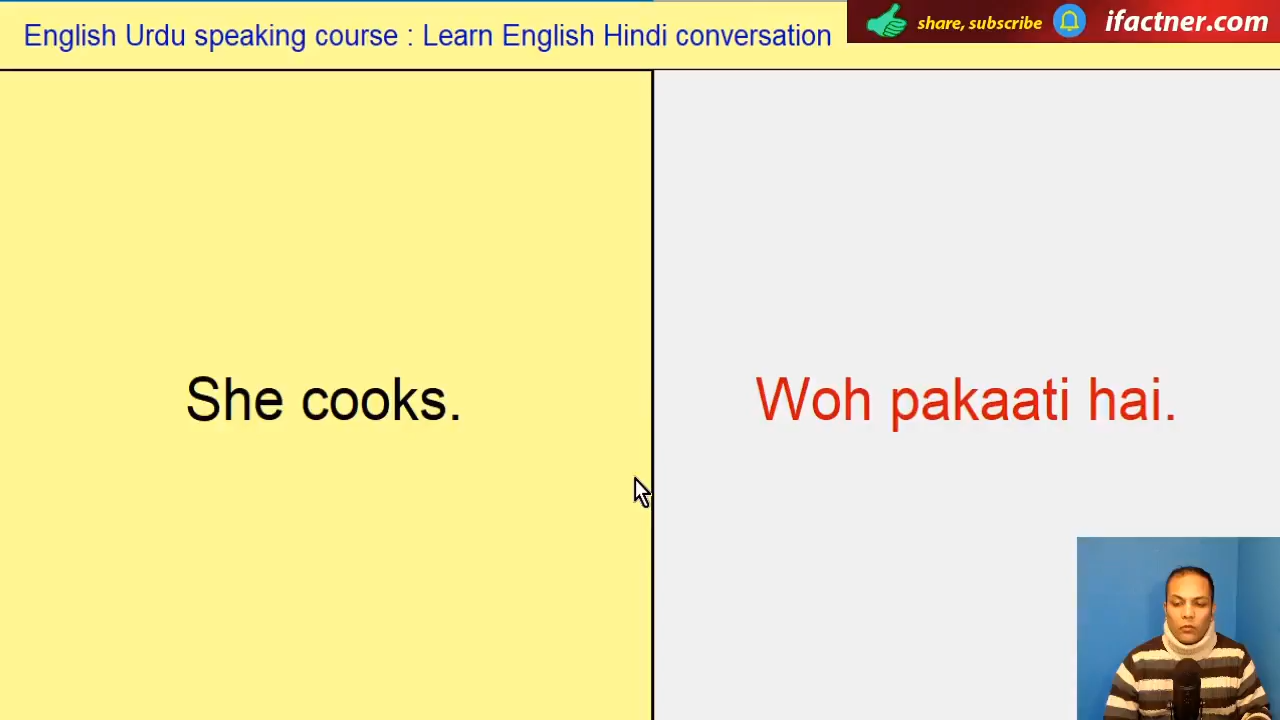 English Urdu speaking course : Learn English Hindi conversation
share, subscribe
ifactner.com
She cooks.
Woh pakaati hai.